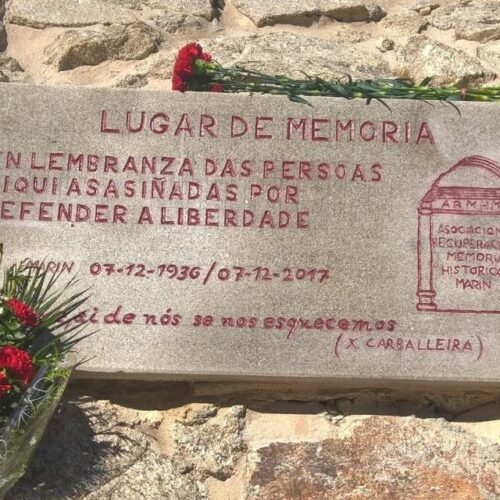 LUGAR DE MEMORIA
EN LEMBRANZA DAS PERSOAS
AQUI ASASIÑADAS POR
DEFENDER A LIBERDADE
MARIN 07-12-1936/07-12-2017
ai de nós se nos esquecemos
(X CARBALLEIRA)
ARMHM
ASOCIACION
RECUPERACION
MEMORIA
HISTORICA
MARIN